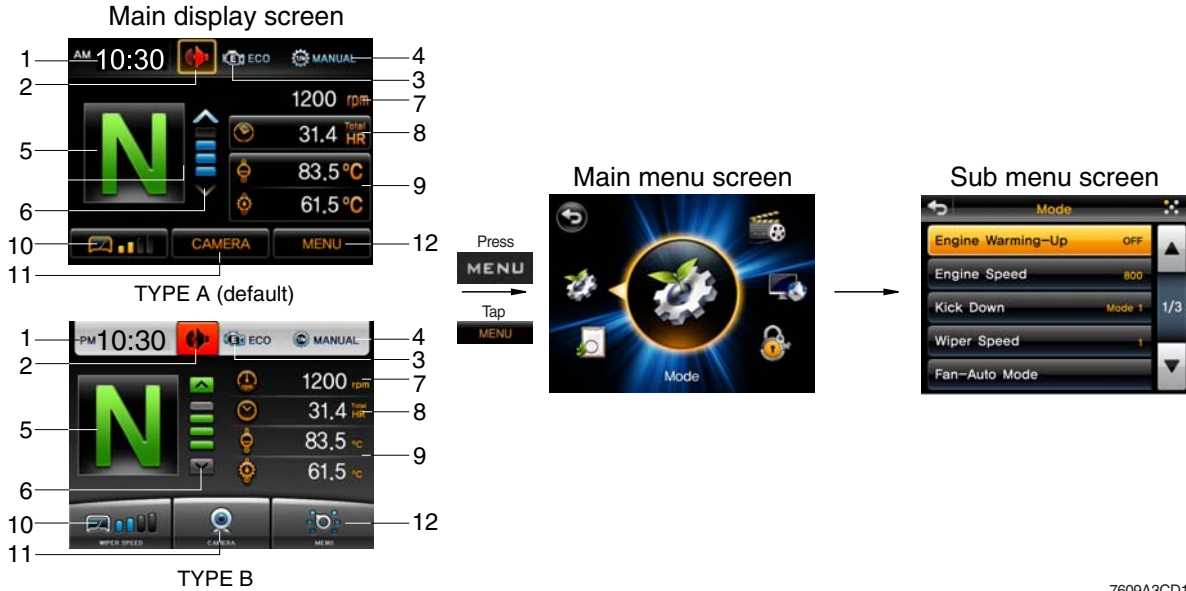 Main display screen
1
AM 10:30
ECO
MANUAL
4
2
3
1200 rpm
7
N
31.4 Total HR
8
5
83.5 °C
9
61.5 °C
6
10
CAMERA
MENU
12
11
TYPE A (default)
1
PM 10:30
ECO
MANUAL
4
2
3
1200 rpm
7
N
31.4 Total HR
8
5
83.5 °C
9
61.5 °C
6
10
WIPER SPEED
CAMERA
MENU
12
11
TYPE B
Press
MENU
Tap
MENU
Main menu screen
Mode
Sub menu screen
Mode
Engine Warming-Up OFF
Engine Speed 800
Kick Down Mode 1
1/3
Wiper Speed 1
Fan-Auto Mode
7609A3CD1